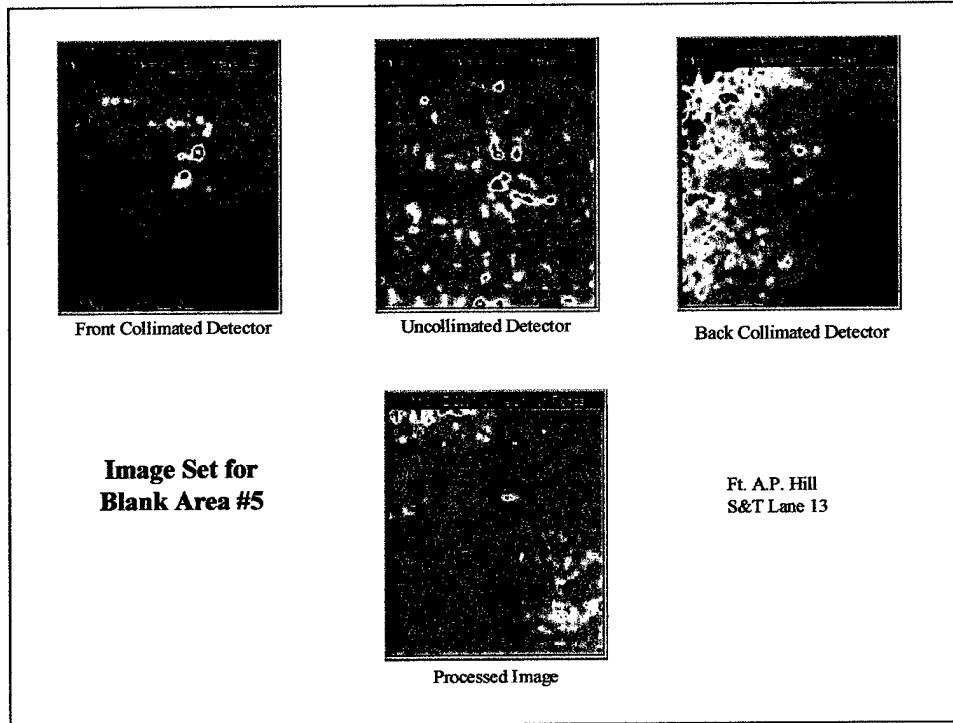 Front Collimated Detector
Uncollimated Detector
Back Collimated Detector
Image Set for
Blank Area #5
Ft. A.P. Hill
S&T Lane 13
Processed Image